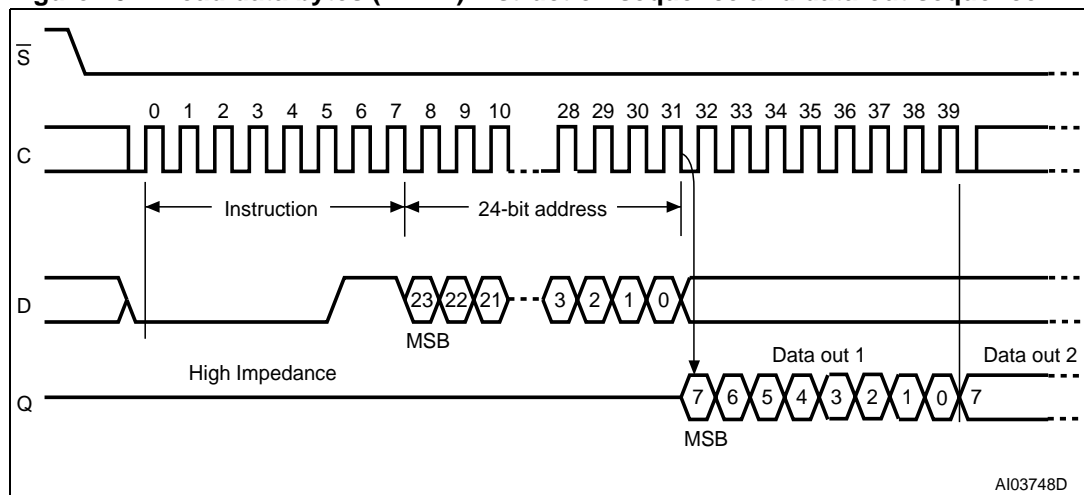 S
0 1 2 3 4 5 6 7 8 9 10 28 29 30 31 32 33 34 35 36 37 38 39
C
Instruction 24-bit address
D
23 22 21 3 2 1 0
MSB
High Impedance Data out 1 Data out 2
Q
7 6 5 4 3 2 1 0 7
MSB
AI03748D